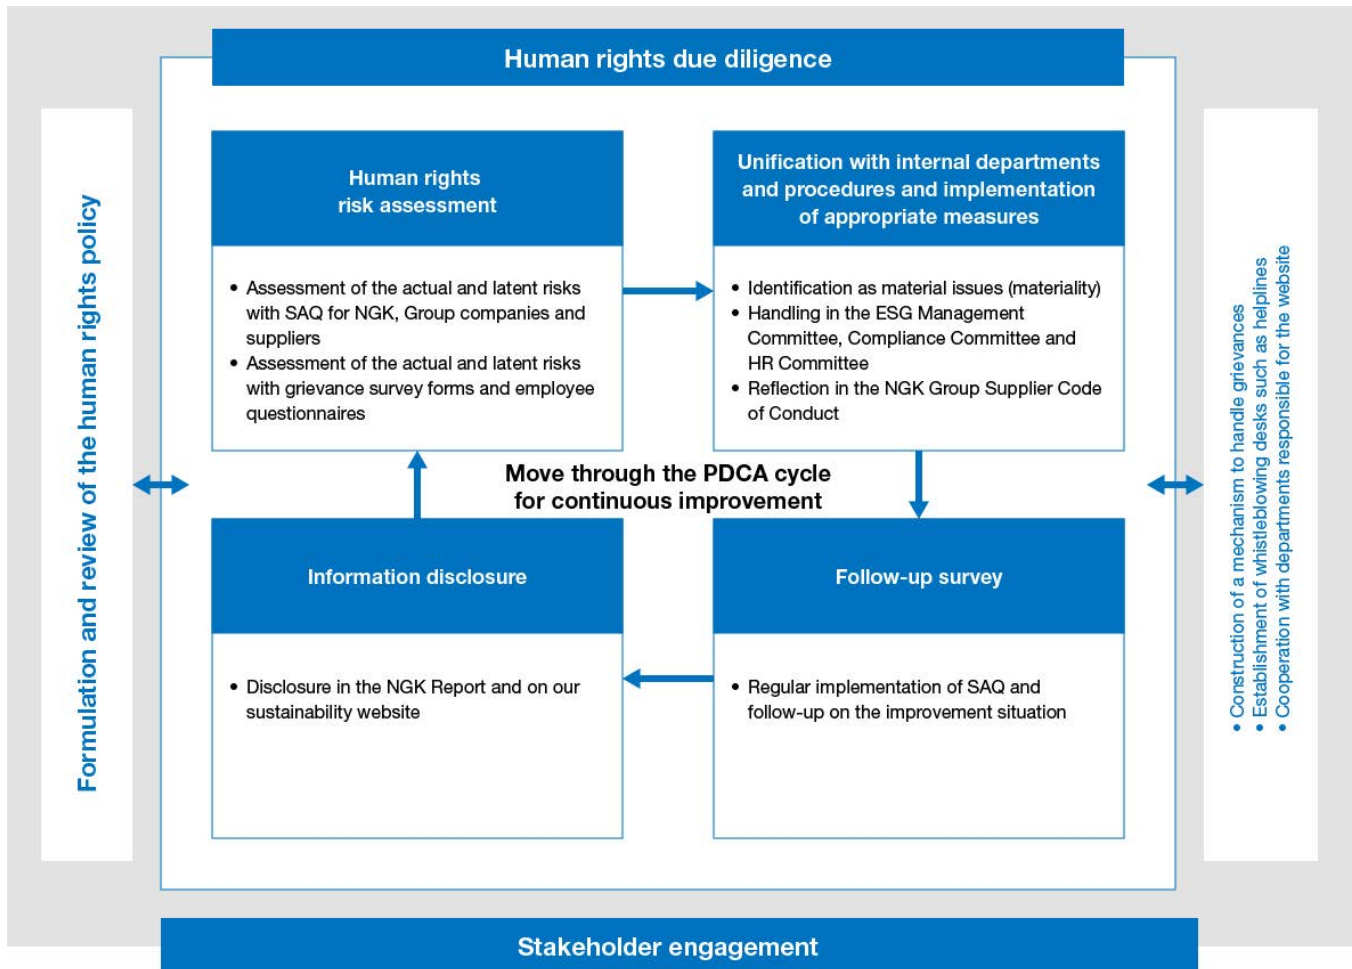 Human rights due diligence
Formulation and review of the human rights policy
Human rights
risk assessment
• Assessment of the actual and latent risks
with SAQ for NGK, Group companies and
suppliers
• Assessment of the actual and latent risks
with grievance survey forms and employee
questionnaires
Unification with internal departments
and procedures and implementation
of appropriate measures
• Identification as material issues (materiality)
• Handling in the ESG Management
Committee, Compliance Committee and
HR Committee
• Reflection in the NGK Group Supplier Code
of Conduct
Move through the PDCA cycle
for continuous improvement
Information disclosure
• Disclosure in the NGK Report and on our
sustainability website
Follow-up survey
• Regular implementation of SAQ and
follow-up on the improvement situation
• Construction of a mechanism to handle grievances
• Establishment of whistleblowing desks such as helplines
• Cooperation with departments responsible for the website
Stakeholder engagement